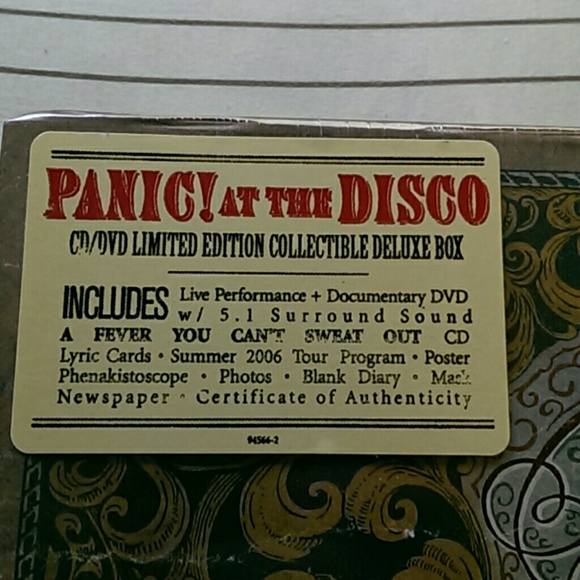 PANIC! AT THE DISCO
CD/DVD LIMITED EDITION COLLECTIBLE DELUXE BOX
INCLUDES Live Performance + Documentary DVD
w/ 5.1 Surround Sound
A FEVER YOU CAN'T SWEAT OUT CD
Lyric Cards • Summer 2006 Tour Program • Poster
Phenakistoscope • Photos • Blank Diary • Mask
Newspaper • Certificate of Authenticity
94566-2